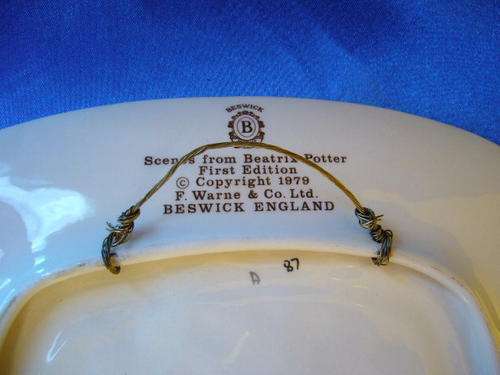 BESWICK
B
Scenes from Beatrix Potter
First Edition
© Copyright 1979
F. Warne & Co. Ltd.
BESWICK ENGLAND
A 87